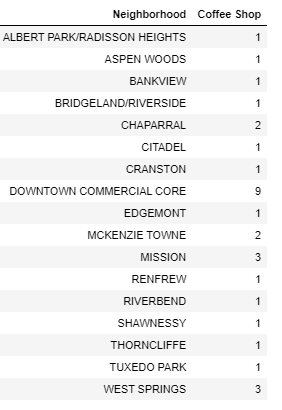 Neighborhood Coffee Shop
ALBERT PARK/RADISSON HEIGHTS 1
ASPEN WOODS 1
BANKVIEW 1
BRIDGELAND/RIVERSIDE 1
CHAPARRAL 2
CITADEL 1
CRANSTON 1
DOWNTOWN COMMERCIAL CORE 9
EDGEMONT 1
MCKENZIE TOWNE 2
MISSION 3
RENFREW 1
RIVERBEND 1
SHAWNESSY 1
THORNCLIFFE 1
TUXEDO PARK 1
WEST SPRINGS 3